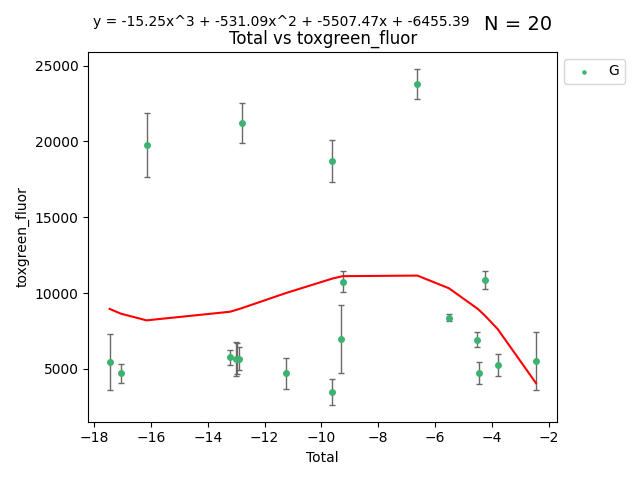 y = -15.25x^3 + -531.09x^2 + -5507.47x + -6455.39 N = 20
Total vs toxgreen_fluor
G
25000
20000
15000
10000
5000
toxgreen_fluor
−18 −16 −14 −12 −10 −8 −6 −4 −2
Total